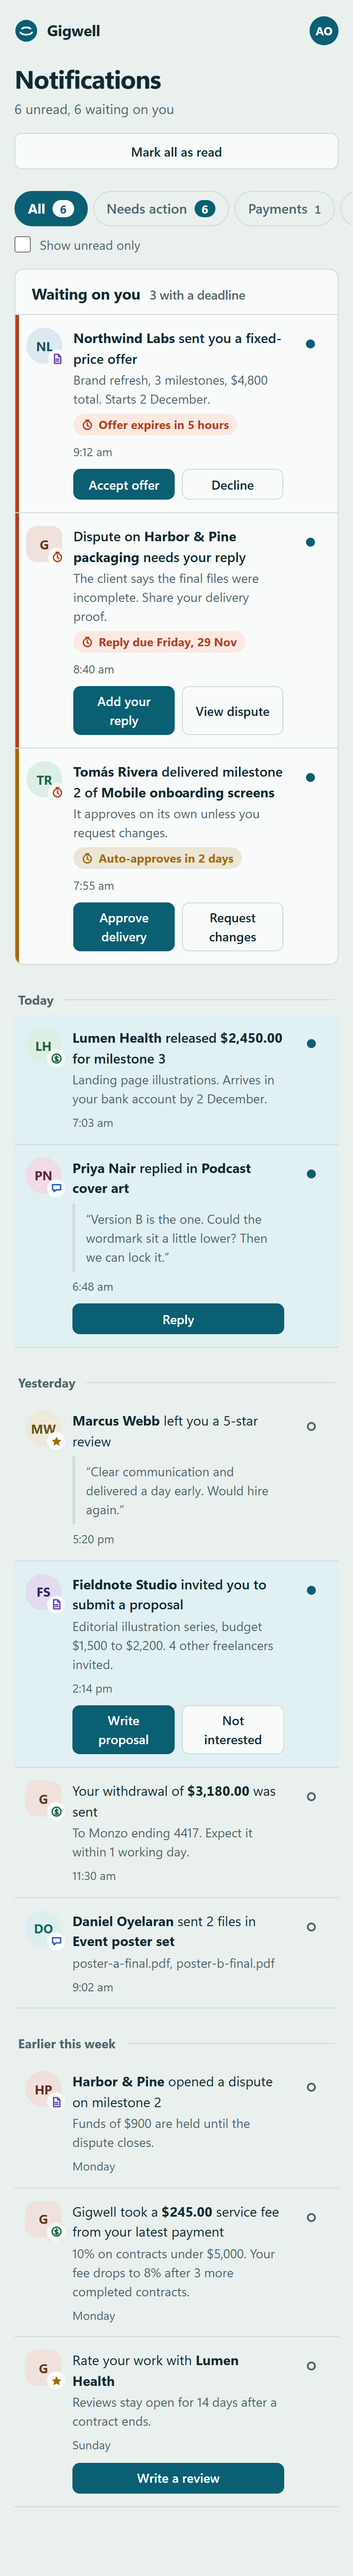 Gigwell
AO
Notifications
6 unread, 6 waiting on you
Mark all as read
All 6
Needs action 6
Payments 1
Show unread only
Waiting on you 3 with a deadline
NL
Northwind Labs sent you a fixed-
price offer
Brand refresh, 3 milestones, $4,800
total. Starts 2 December.
Offer expires in 5 hours
9:12 am
Accept offer
Decline
G
Dispute on Harbor & Pine
packaging needs your reply
The client says the final files were
incomplete. Share your delivery
proof.
Reply due Friday, 29 Nov
8:40 am
Add your
reply
View dispute
TR
Tomás Rivera delivered milestone
2 of Mobile onboarding screens
It approves on its own unless you
request changes.
Auto-approves in 2 days
7:55 am
Approve
delivery
Request
changes
Today
LH
Lumen Health released $2,450.00
for milestone 3
Landing page illustrations. Arrives in
your bank account by 2 December.
7:03 am
PN
Priya Nair replied in Podcast
cover art
“Version B is the one. Could the
wordmark sit a little lower? Then
we can lock it.”
6:48 am
Reply
Yesterday
MW
Marcus Webb left you a 5-star
review
“Clear communication and
delivered a day early. Would hire
again.”
5:20 pm
FS
Fieldnote Studio invited you to
submit a proposal
Editorial illustration series, budget
$1,500 to $2,200. 4 other freelancers
invited.
2:14 pm
Write
proposal
Not
interested
G
Your withdrawal of $3,180.00 was
sent
To Monzo ending 4417. Expect it
within 1 working day.
11:30 am
DO
Daniel Oyelaran sent 2 files in
Event poster set
poster-a-final.pdf, poster-b-final.pdf
9:02 am
Earlier this week
HP
Harbor & Pine opened a dispute
on milestone 2
Funds of $900 are held until the
dispute closes.
Monday
G
Gigwell took a $245.00 service fee
from your latest payment
10% on contracts under $5,000. Your
fee drops to 8% after 3 more
completed contracts.
Monday
G
Rate your work with Lumen
Health
Reviews stay open for 14 days after a
contract ends.
Sunday
Write a review